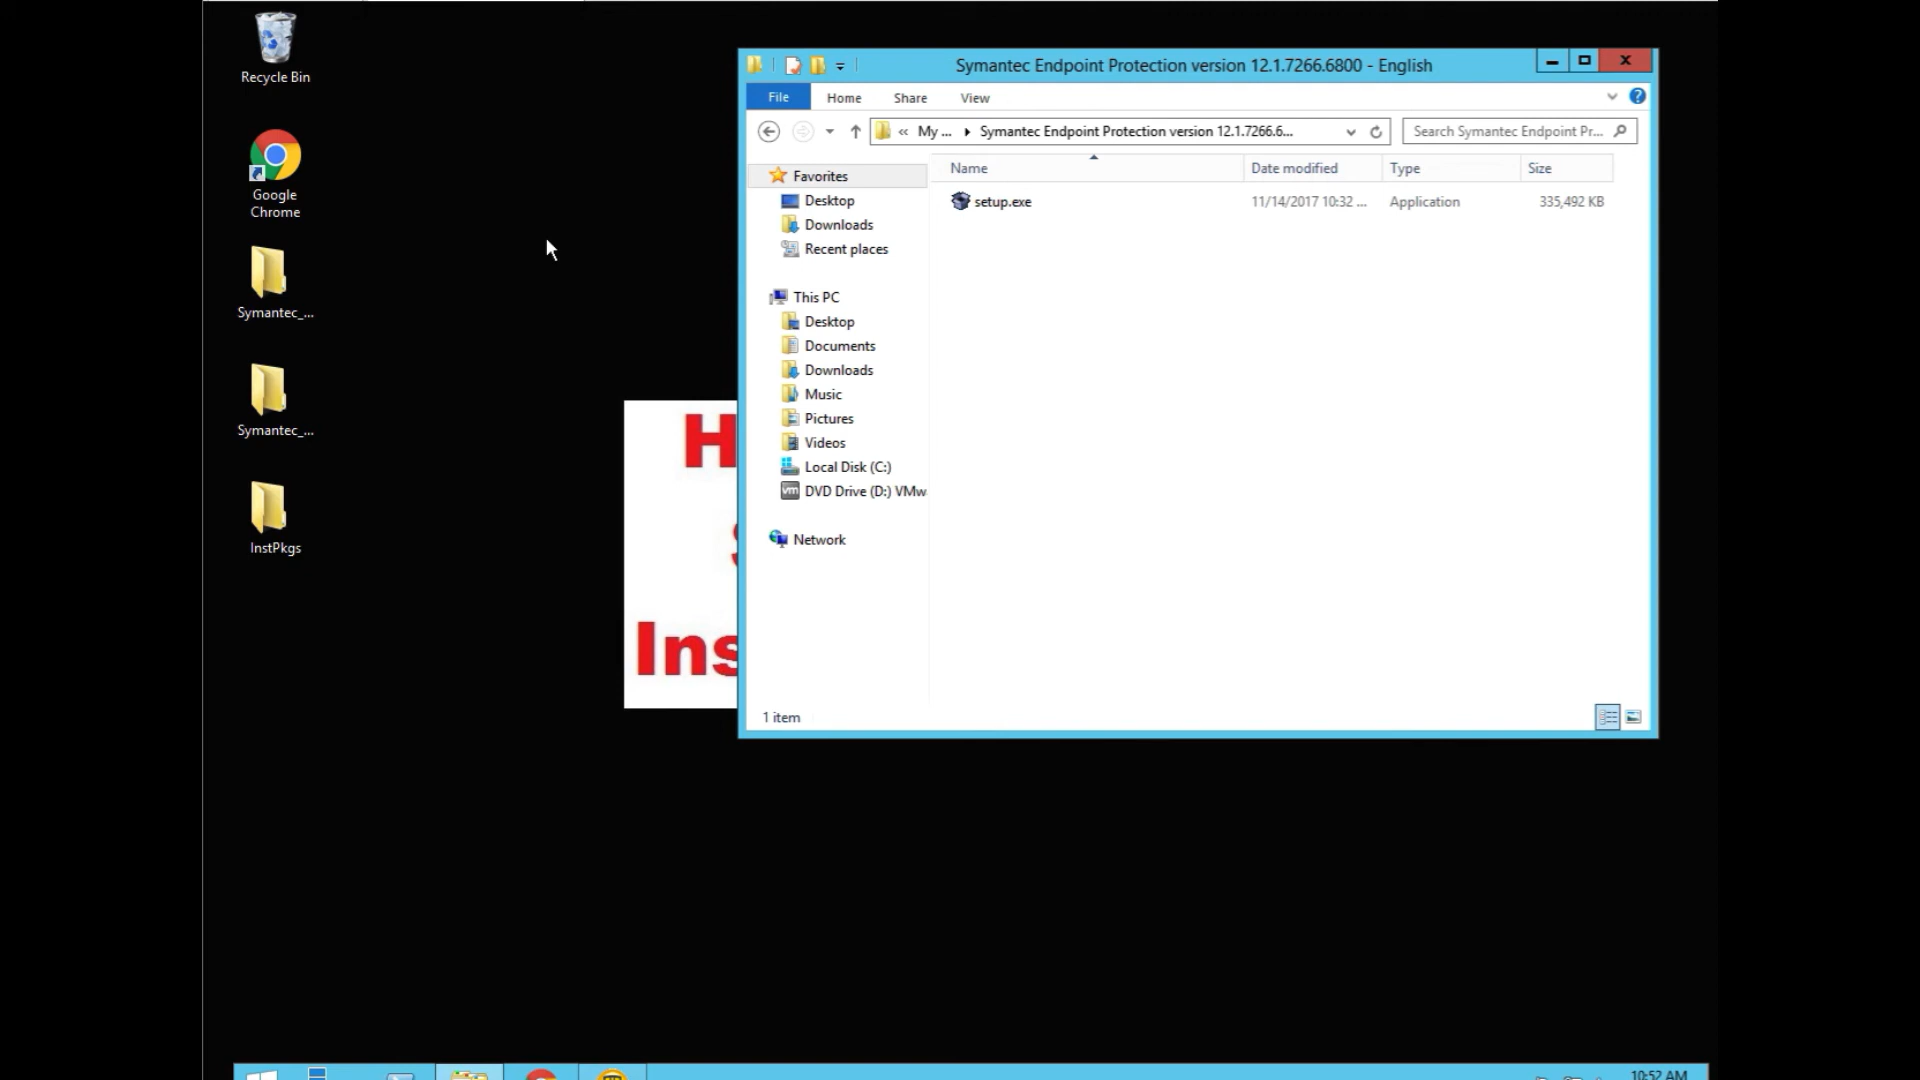 Recycle Bin
Google
Chrome
Symantec_...
Symantec_...
InstPkgs
H
Ins
Symantec Endpoint Protection version 12.1.7266.6800 - English
File
Home
Share
View
« My ... Symantec Endpoint Protection version 12.1.7266.6...
Search Symantec Endpoint Pr...
Name
Date modified
Type
Size
setup.exe
11/14/2017 10:32 ...
Application
335,492 KB
Favorites
Desktop
Downloads
Recent places
This PC
Desktop
Documents
Downloads
Music
Pictures
Videos
Local Disk (C:)
DVD Drive (D:) VMw
Network
1 item
10:52 AM